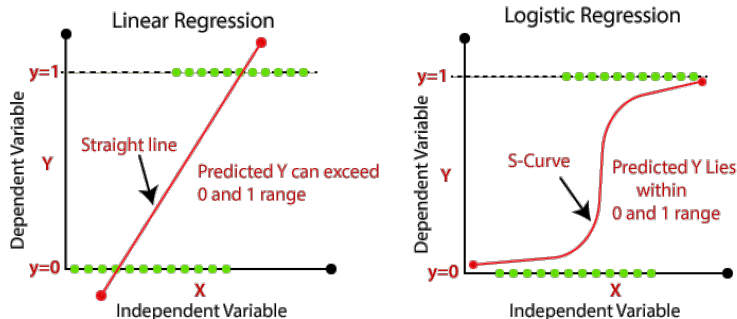 Linear Regression
y=1
Dependent Variable
Y
Straight line
Predicted Y can exceed
0 and 1 range
y=0
X
Independent Variable
Logistic Regression
y=1
Dependent Variable
Y
S-Curve
Predicted Y Lies
within
0 and 1 range
y=0
X
Independent Variable